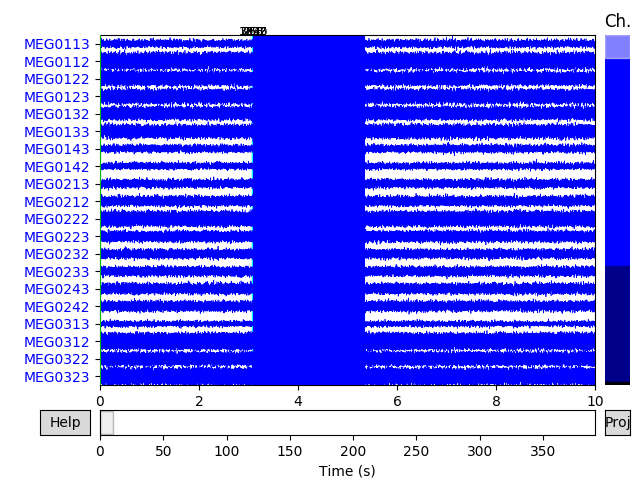 Ch.
MEG0113
MEG0112
MEG0122
MEG0123
MEG0132
MEG0133
MEG0143
MEG0142
MEG0213
MEG0212
MEG0222
MEG0223
MEG0232
MEG0233
MEG0243
MEG0242
MEG0313
MEG0312
MEG0322
MEG0323
0 2 4 6 8 10
Help Proj
0 50 100 150 200 250 300 350
Time (s)